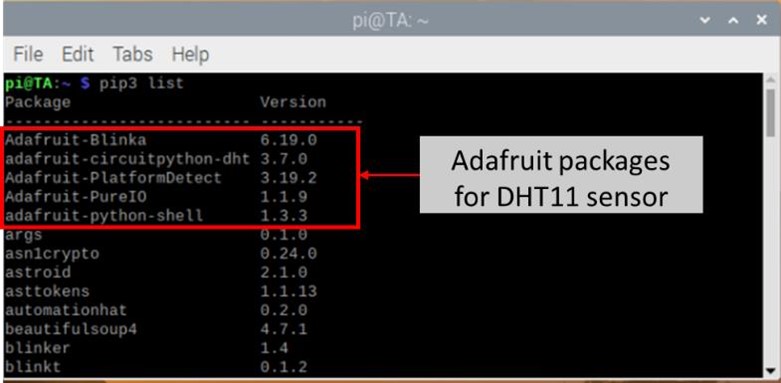 pi@TA: ~
File Edit Tabs Help
pi@TA:~ $ pip3 list
Package Version
--------------------------- -----------
Adafruit-Blinka 6.19.0
adafruit-circuitpython-dht 3.7.0
Adafruit-PlatformDetect 3.19.2
Adafruit-PureIO 1.1.9
adafruit-python-shell 1.3.3
args 0.1.0
asn1crypto 0.24.0
astroid 2.1.0
asttokens 1.1.13
automationhat 0.2.0
beautifulsoup4 4.7.1
blinker 1.4
blinkt 0.1.2
Adafruit packages
for DHT11 sensor